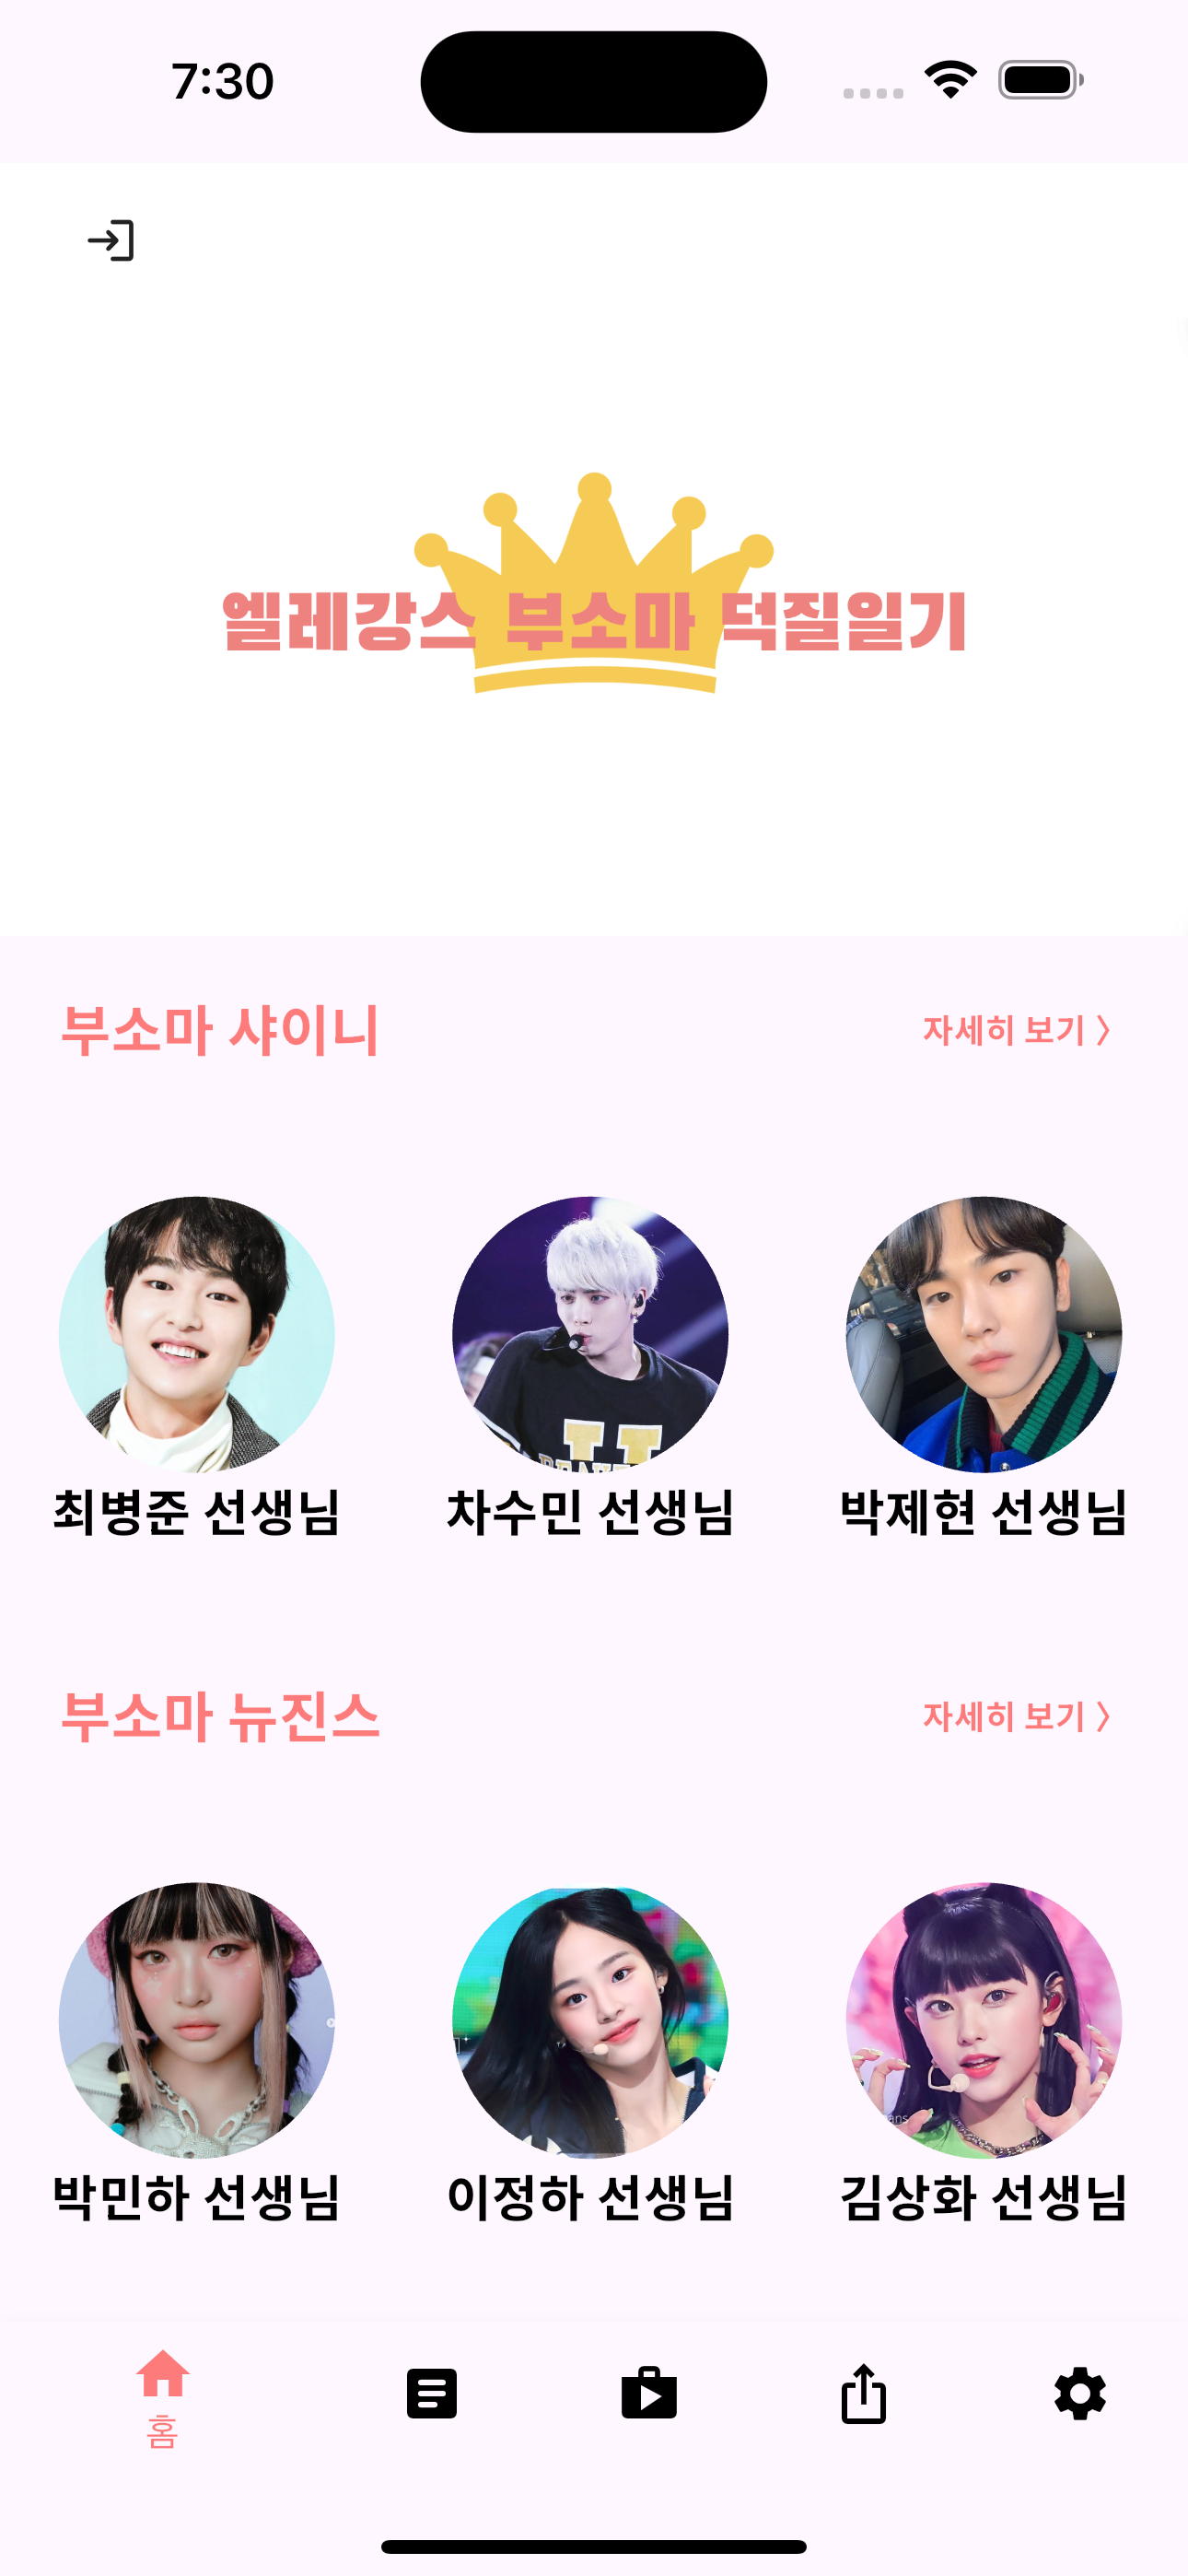 7:30
엘레강스 부소마 덕질일기
부소마 샤이니
자세히 보기 〉
최병준 선생님
차수민 선생님
박제현 선생님
부소마 뉴진스
자세히 보기 〉
박민하 선생님
이정하 선생님
김상화 선생님
홈